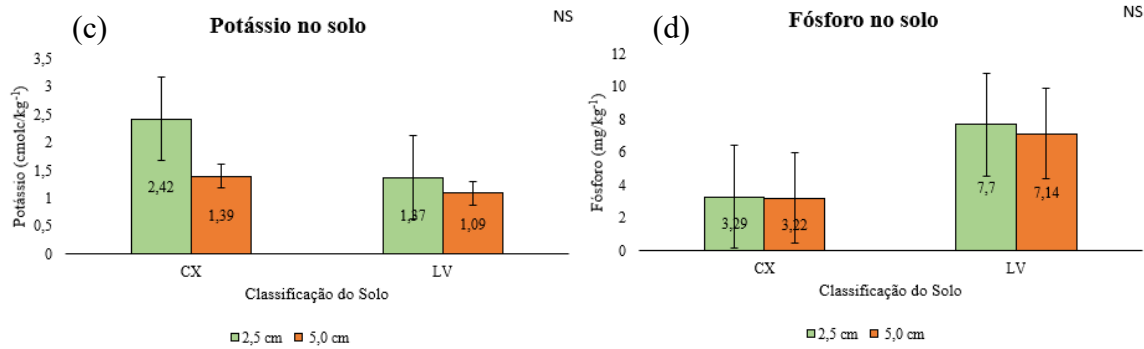 (c)
Potássio no solo
NS
Potássio (cmolc/kg⁻¹)
3,5
3
2,5
2
1,5
1
0,5
0
2,42
1,39
1,37
1,09
CX
LV
Classificação do Solo
2,5 cm
5,0 cm
(d)
Fósforo no solo
NS
Fósforo (mg/kg⁻¹)
12
10
8
6
4
2
0
3,29
3,22
7,7
7,14
CX
LV
Classificação do Solo
2,5 cm
5,0 cm